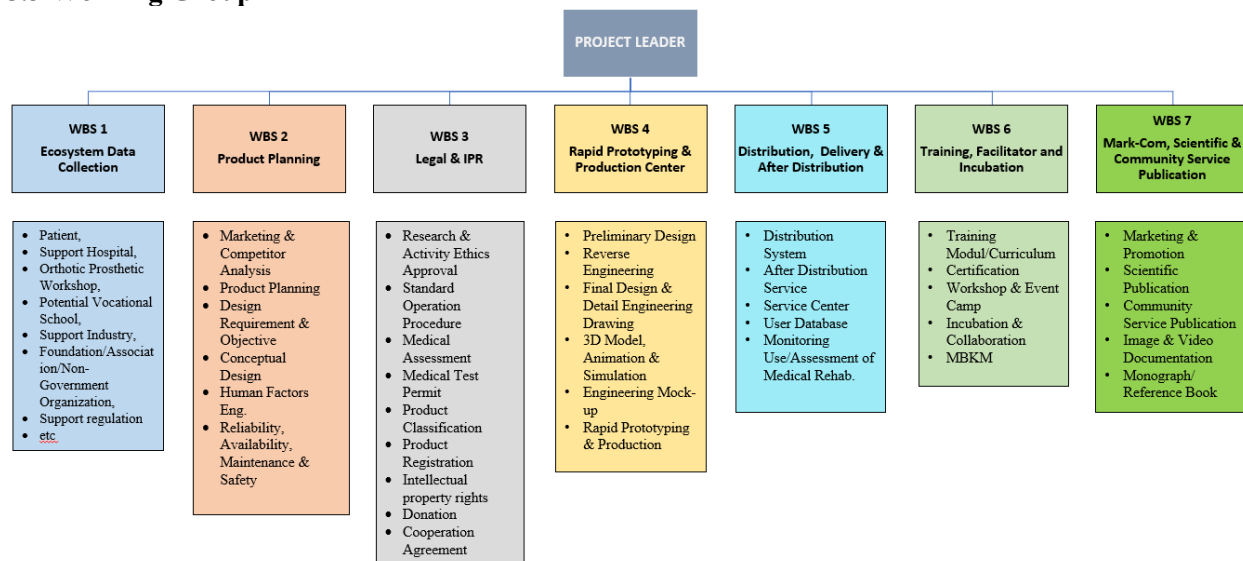 PROJECT LEADER
WBS 1
Ecosystem Data
Collection
WBS 2
Product Planning
WBS 3
Legal & IPR
WBS 4
Rapid Prototyping &
Production Center
WBS 5
Distribution, Delivery &
After Distribution
WBS 6
Training, Facilitator and
Incubation
WBS 7
Mark-Com, Scientific &
Community Service
Publication
• Patient,
• Support Hospital,
• Orthotic Prosthetic
Workshop,
• Potential Vocational
School,
• Support Industry,
• Foundation/Associat
ion/Non-
Government
Organization,
• Support regulation
• etc
• Marketing &
Competitor
Analysis
• Product Planning
• Design
Requirement &
Objective
• Conceptual
Design
• Human Factors
Eng.
• Reliability,
Availability,
Maintenance &
Safety
• Research &
Activity Ethics
Approval
• Standard
Operation
Procedure
• Medical
Assessment
• Medical Test
Permit
• Product
Classification
• Product
Registration
• Intellectual
property rights
• Donation
• Cooperation
Agreement
• Preliminary Design
• Reverse
Engineering
• Final Design &
Detail Engineering
Drawing
• 3D Model,
Animation &
Simulation
• Engineering Mock-
up
• Rapid Prototyping
& Production
• Distribution
System
• After Distribution
Service
• Service Center
• User Database
• Monitoring
Use/Assessment of
Medical Rehab.
• Training
Modul/Curriculum
• Certification
• Workshop & Event
Camp
• Incubation &
Collaboration
• MBKM
• Marketing &
Promotion
• Scientific
Publication
• Community
Service Publication
• Image & Video
Documentation
• Monograph/
Reference Book